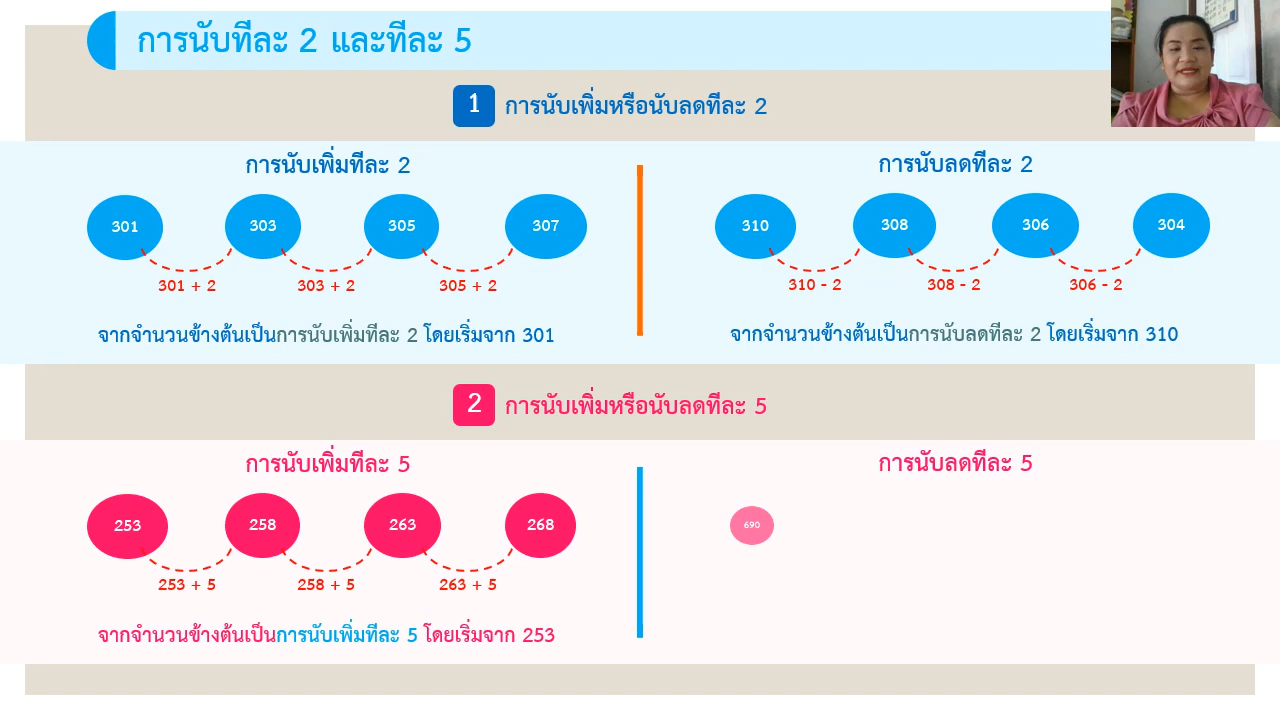 การนับทีละ 2 และทีละ 5
1 การนับเพิ่มหรือนับลดทีละ 2
การนับเพิ่มทีละ 2
301 303 305 307
301 + 2 303 + 2 305 + 2
จากจำนวนข้างต้นเป็นการนับเพิ่มทีละ 2 โดยเริ่มจาก 301
การนับลดทีละ 2
310 308 306 304
310 - 2 308 - 2 306 - 2
จากจำนวนข้างต้นเป็นการนับลดทีละ 2 โดยเริ่มจาก 310
2 การนับเพิ่มหรือนับลดทีละ 5
การนับเพิ่มทีละ 5
253 258 263 268
253 + 5 258 + 5 263 + 5
จากจำนวนข้างต้นเป็นการนับเพิ่มทีละ 5 โดยเริ่มจาก 253
การนับลดทีละ 5
690